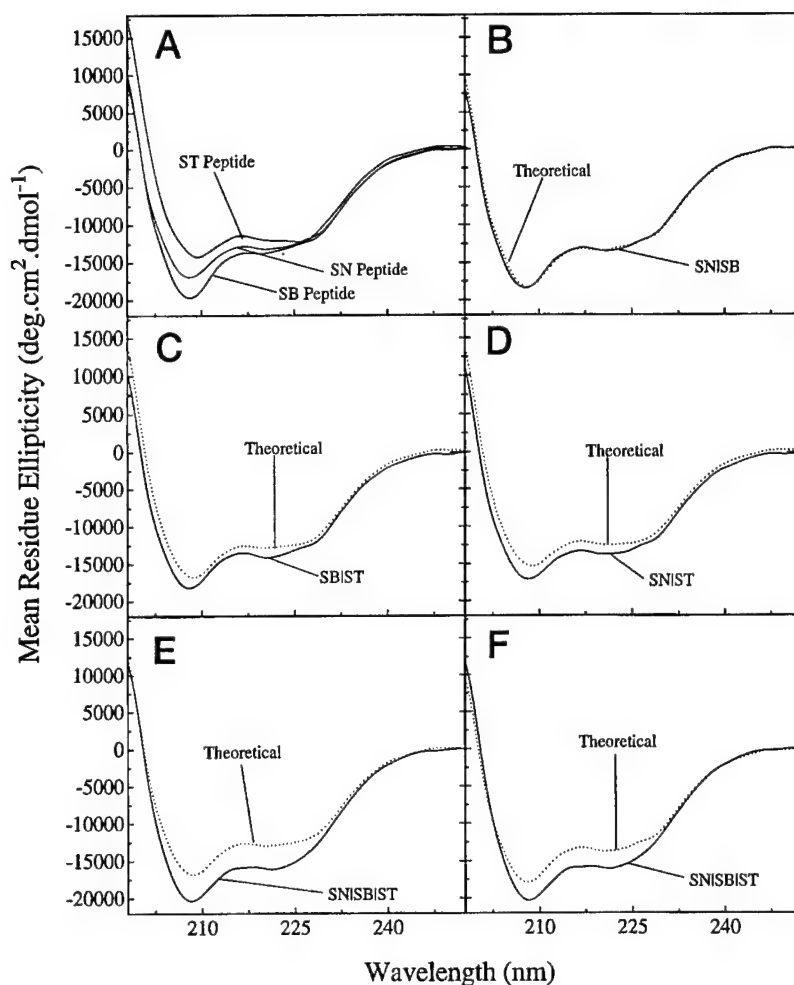 Mean Residue Ellipticity (deg.cm².dmol⁻¹)
A
15000
10000
5000
0
-5000
-10000
-15000
-20000
ST Peptide
SN Peptide
SB Peptide
B
Theoretical
SN|SB
C
15000
10000
5000
0
-5000
-10000
-15000
-20000
Theoretical
SB|ST
D
Theoretical
SN|ST
E
15000
10000
5000
0
-5000
-10000
-15000
-20000
Theoretical
SN|SB|ST
210
225
240
F
Theoretical
SN|SB|ST
210
225
240
Wavelength (nm)